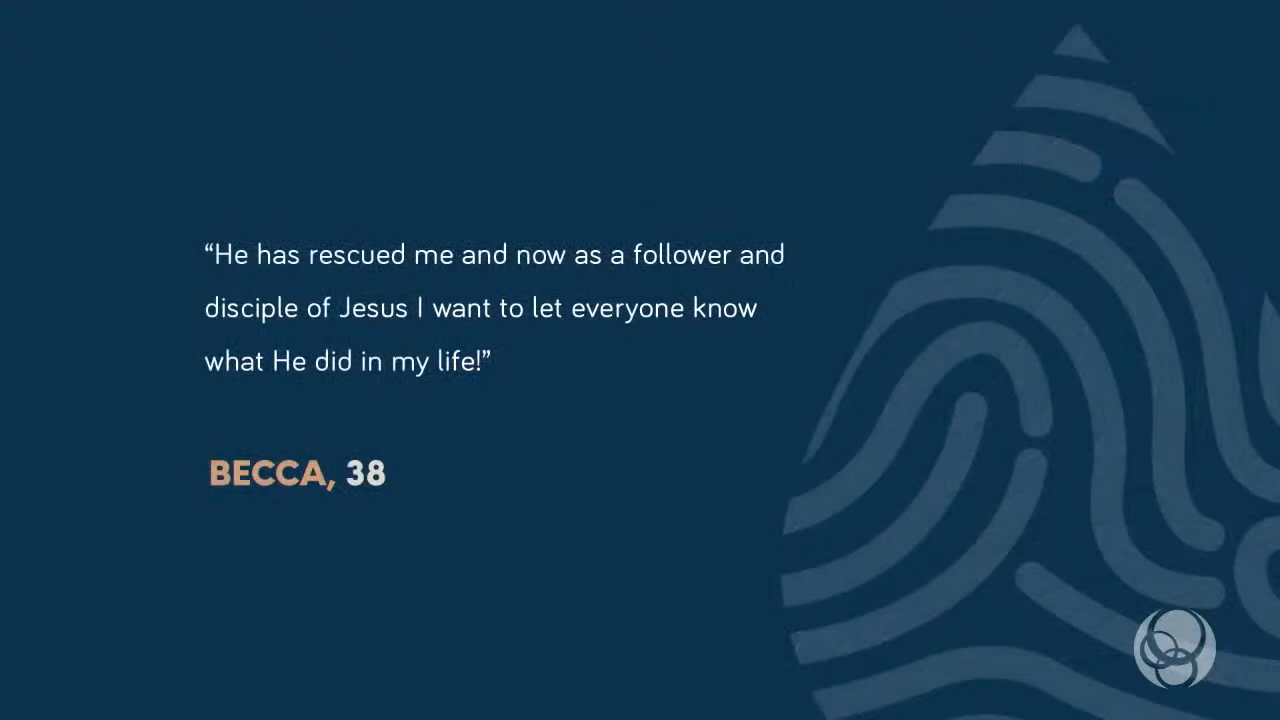 “He has rescued me and now as a follower and
disciple of Jesus I want to let everyone know
what He did in my life!”
BECCA, 38